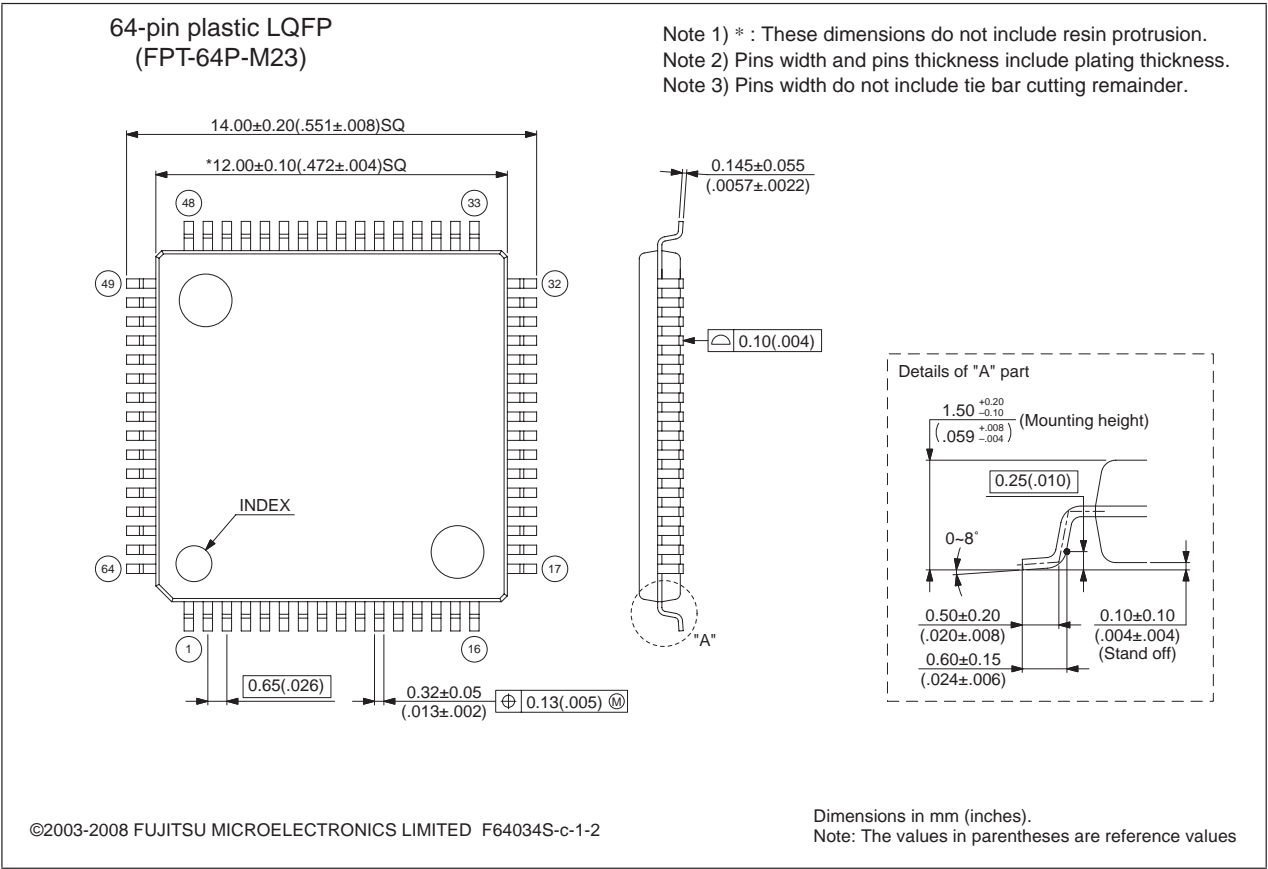 64-pin plastic LQFP
(FPT-64P-M23)
Note 1) * : These dimensions do not include resin protrusion.
Note 2) Pins width and pins thickness include plating thickness.
Note 3) Pins width do not include tie bar cutting remainder.
14.00±0.20(.551±.008)SQ
*12.00±0.10(.472±.004)SQ
48
33
49
32
INDEX
64
17
1
16
0.65(.026)
0.32±0.05
(.013±.002)
⌖ 0.13(.005) Ⓜ
0.145±0.055
(.0057±.0022)
⌓ 0.10(.004)
"A"
Details of "A" part
1.50 +0.20 –0.10
(.059 +.008 –.004)
(Mounting height)
0.25(.010)
0~8°
0.50±0.20
(.020±.008)
0.60±0.15
(.024±.006)
0.10±0.10
(.004±.004)
(Stand off)
©2003-2008 FUJITSU MICROELECTRONICS LIMITED F64034S-c-1-2
Dimensions in mm (inches).
Note: The values in parentheses are reference values